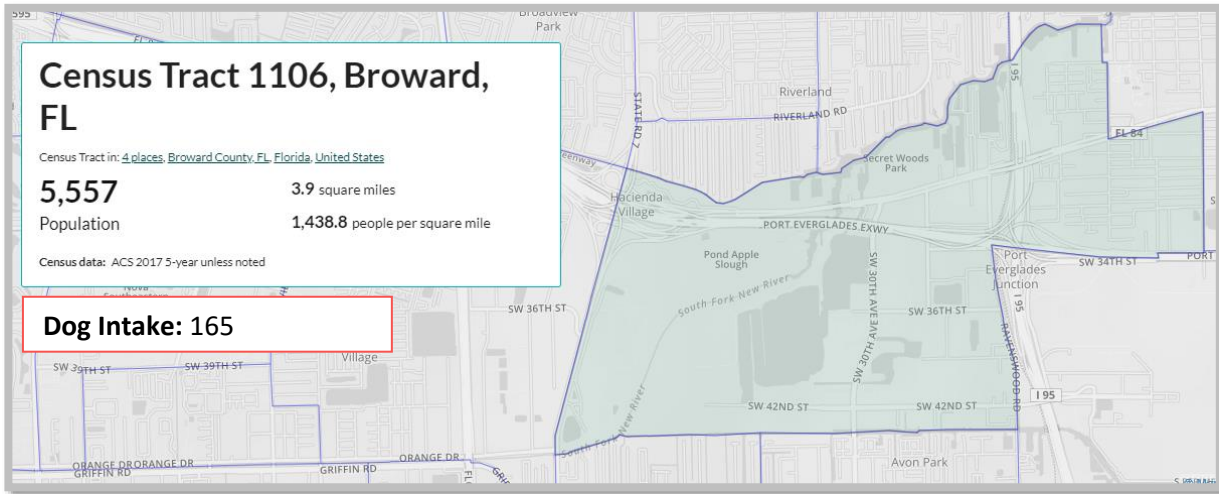 595
Broadview
Park
Census Tract 1106, Broward,
FL
Census Tract in: 4 places, Broward County, FL, Florida, United States
5,557
Population
3.9 square miles
1,438.8 people per square mile
Census data: ACS 2017 5-year unless noted
Dog Intake: 165
STATE RD 7
Riverland
RIVERLAND RD
I 95
FL 84
Secret Woods
Park
Hacienda
Village
PORT EVERGLADES EXWY
Pond Apple
Slough
South Fork New River
SW 30TH AVE
SW 30TH AVE
SW 36TH ST
SW 36TH ST
Port
Everglades
Junction
SW 34TH ST
PORT
I 95
RAVENSWOOD RD
I 95
Village
SW 39TH ST
SW 39TH ST
SW 42ND ST
SW 42ND ST
South Fork New River
ORANGE DR
ORANGE DR
ORANGE DR
GRIFFIN RD
GRIFFIN RD
Avon Park